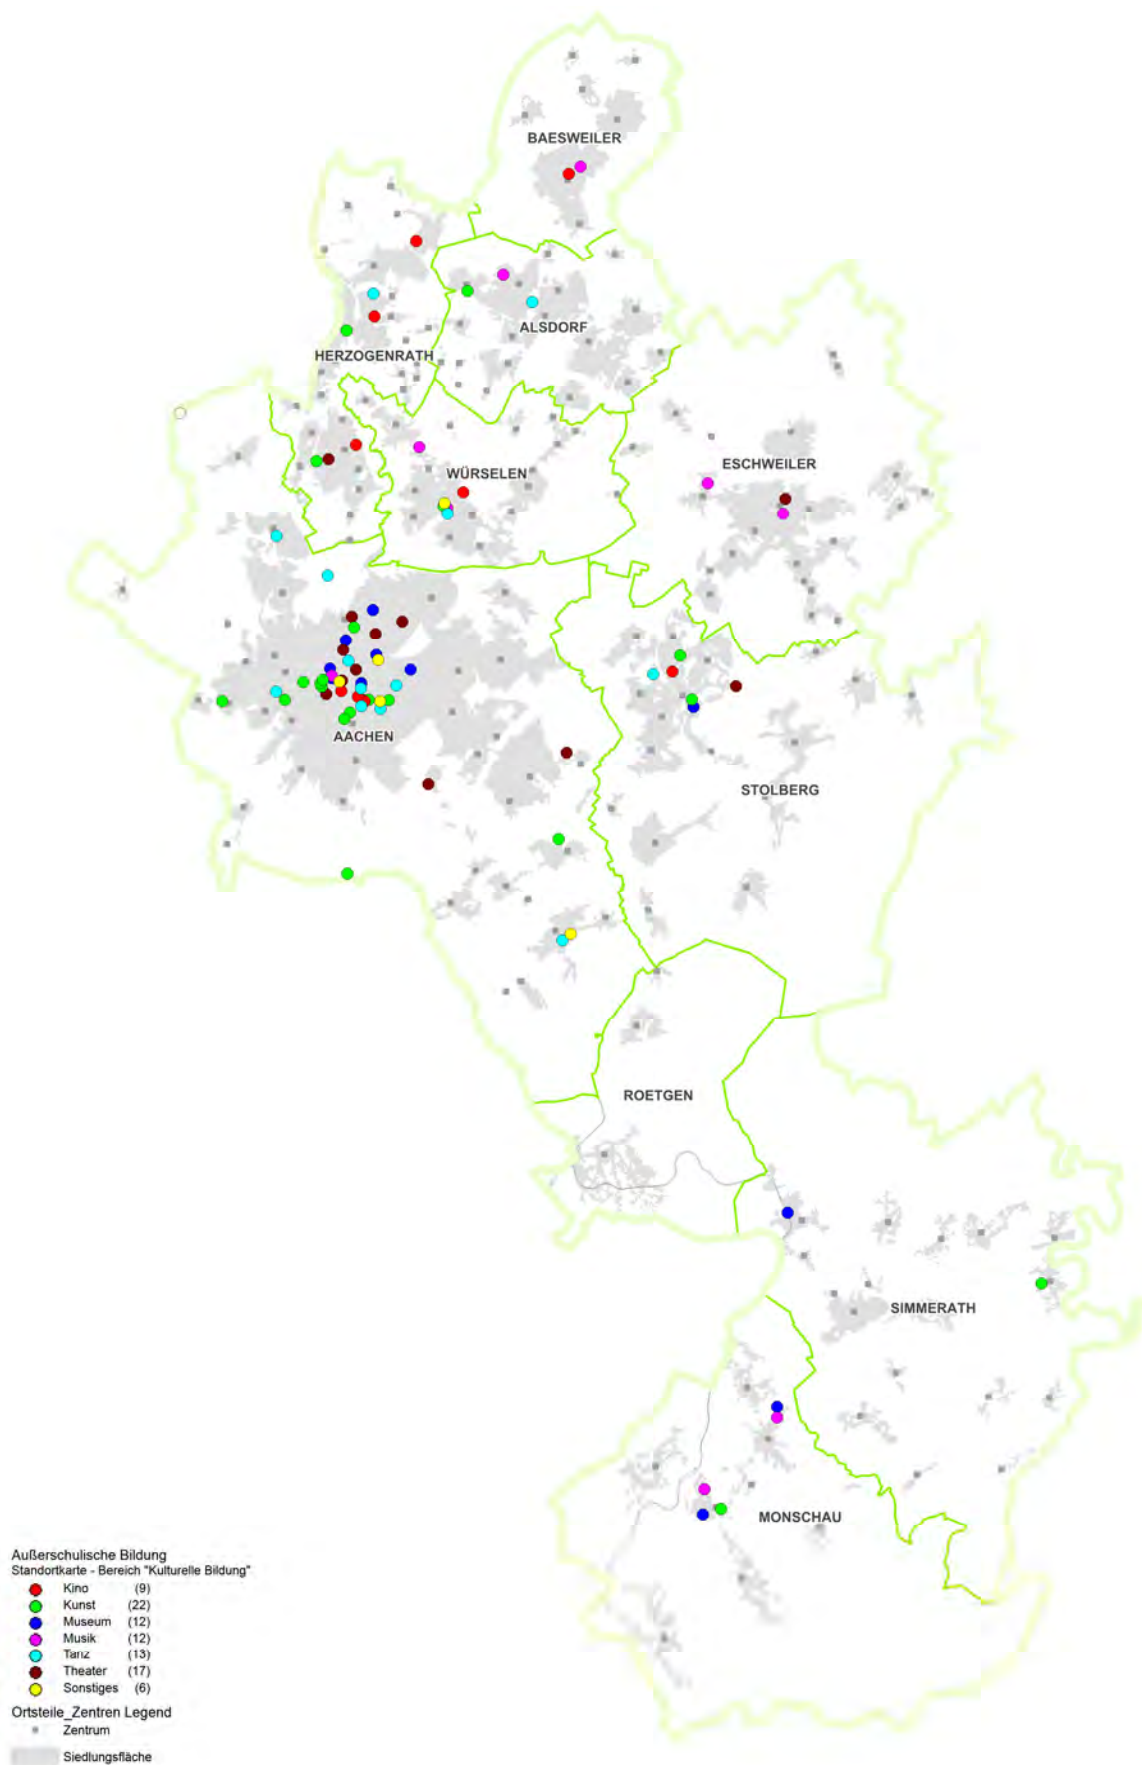 BAESWEILER
ALSDORF
HERZOGENRATH
WÜRSELEN
ESCHWEILER
AACHEN
STOLBERG
ROETGEN
SIMMERATH
MONSCHAU
Außerschulische Bildung
Standortkarte - Bereich "Kulturelle Bildung"
Kino (9)
Kunst (22)
Museum (12)
Musik (12)
Tanz (13)
Theater (17)
Sonstiges (6)
Ortsteile_Zentren Legend
Zentrum
Siedlungsfläche